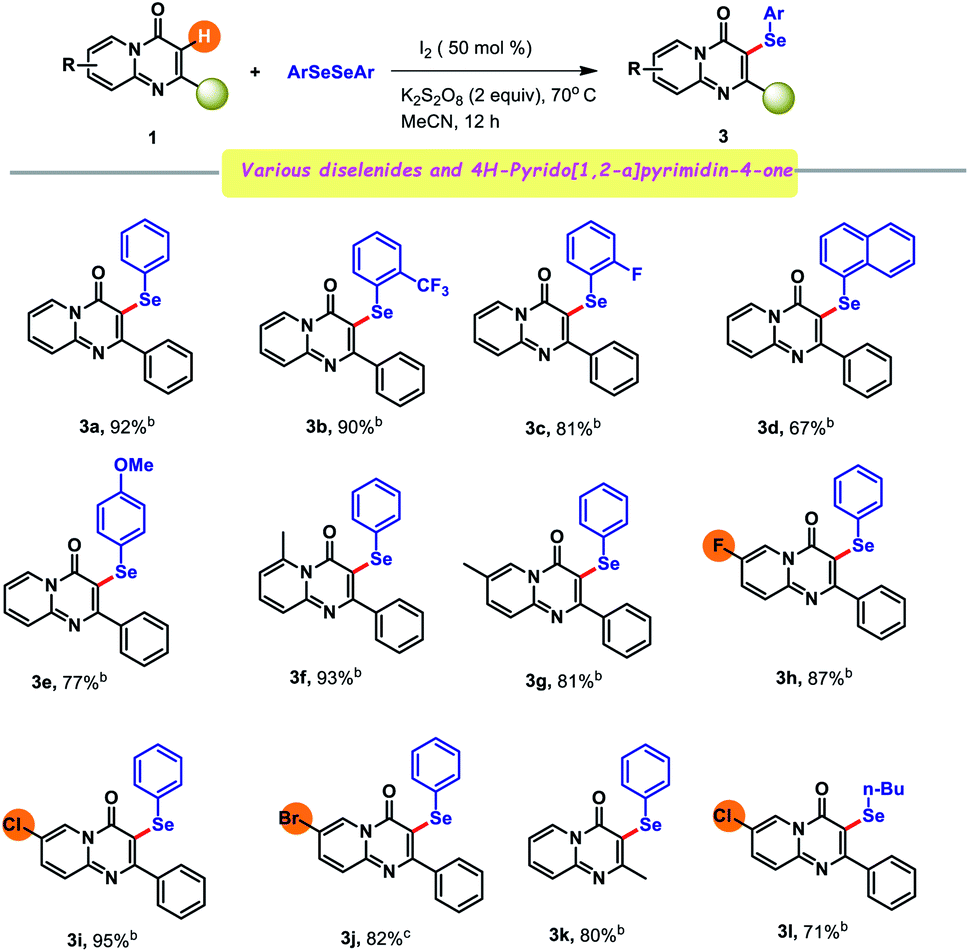 O H R N N 1
+
ArSeSeAr
I2 ( 50 mol %)
K2S2O8 (2 equiv), 70o C
MeCN, 12 h
O Ar Se R N N 3
Various diselenides and 4H-Pyrido[1,2-a]pyrimidin-4-one
O Se N N
O Se CF3 N N
O Se F N N
O Se N N
3a, 92%b
3b, 90%b
3c, 81%b
3d, 67%b
OMe O Se N N
O Se N N
O Se N N
F O Se N N
3e, 77%b
3f, 93%b
3g, 81%b
3h, 87%b
Cl O Se N N
Br O Se N N
O Se N N
Cl O n-Bu Se N N
3i, 95%b
3j, 82%c
3k, 80%b
3l, 71%b